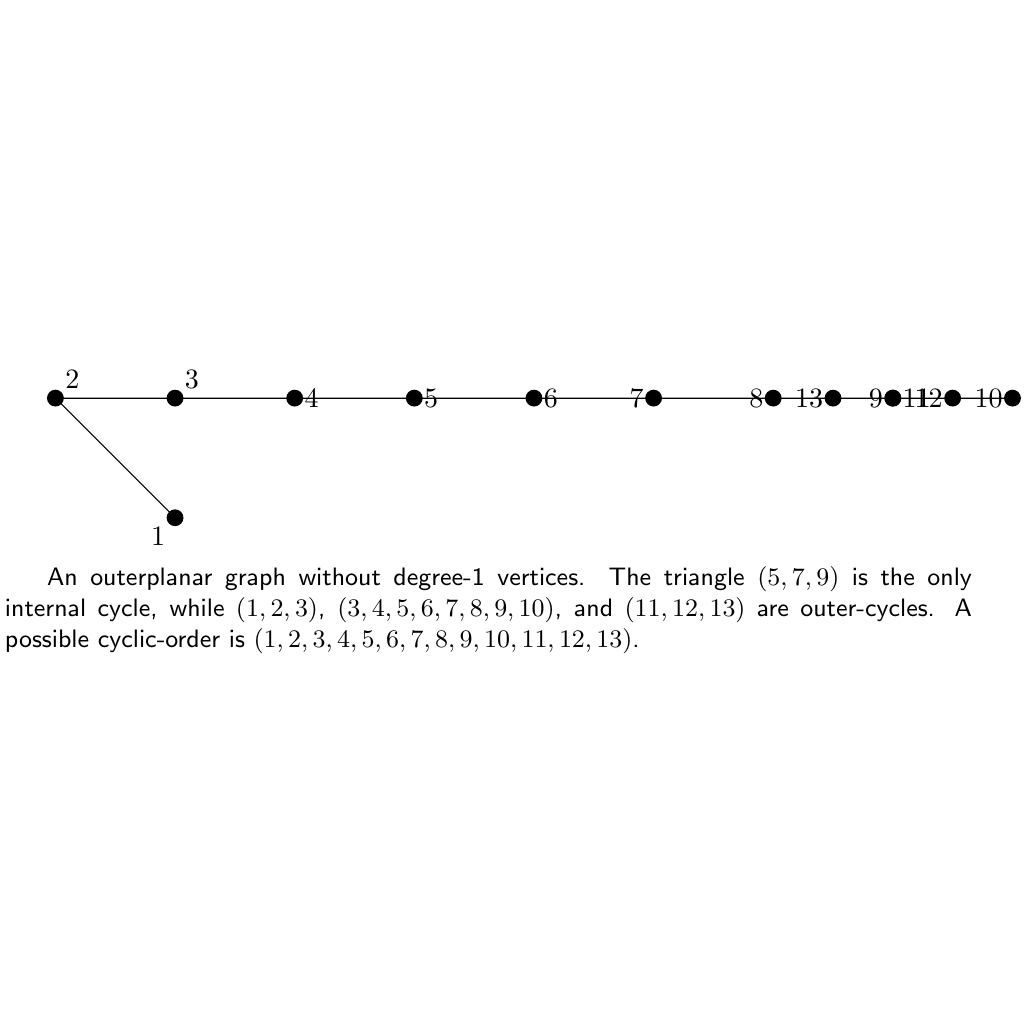 2
3
4 5 6 7 8 13 9 11 12 10
1
An outerplanar graph without degree-1 vertices. The triangle (5, 7, 9) is the only
internal cycle, while (1, 2, 3), (3, 4, 5, 6, 7, 8, 9, 10), and (11, 12, 13) are outer-cycles. A
possible cyclic-order is (1, 2, 3, 4, 5, 6, 7, 8, 9, 10, 11, 12, 13).